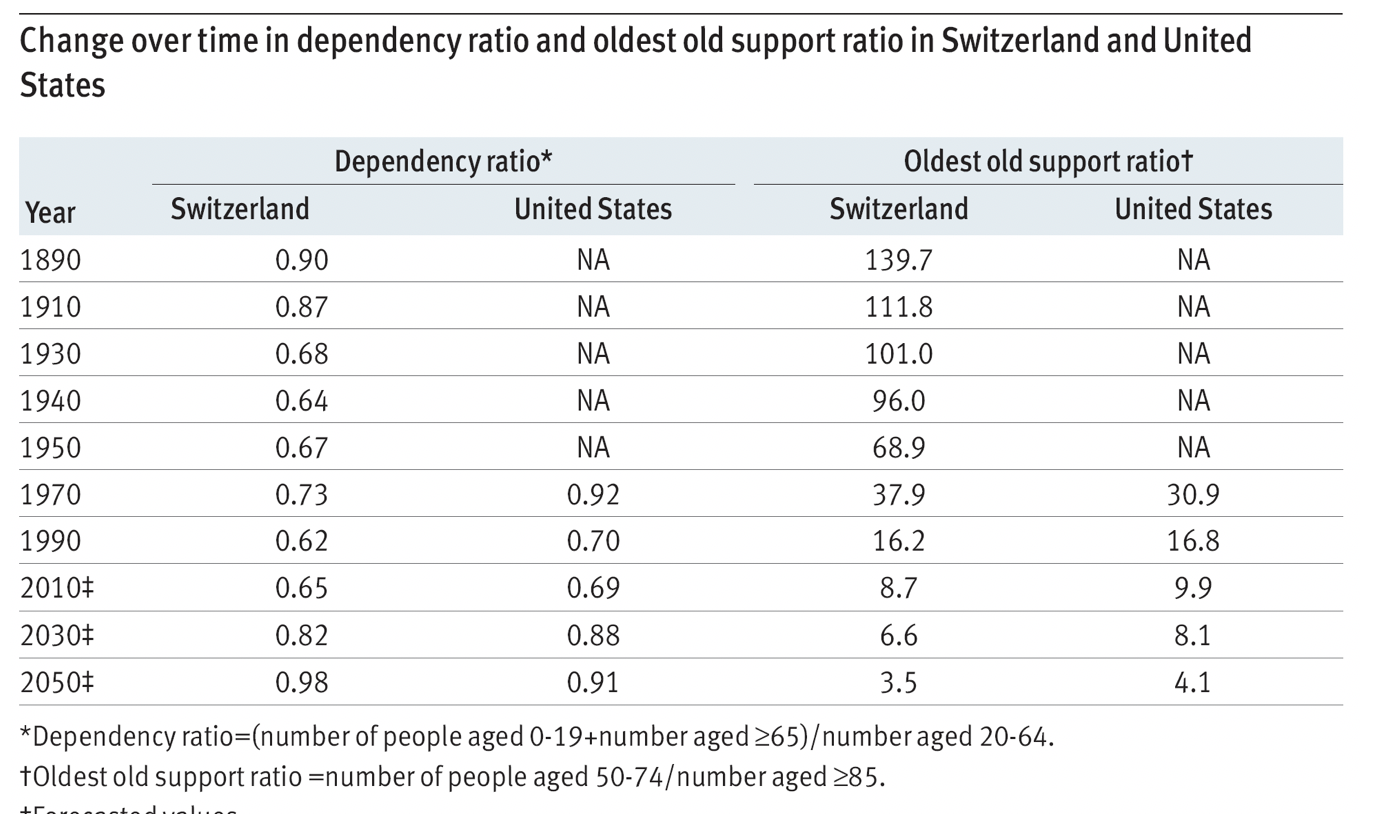 Change over time in dependency ratio and oldest old support ratio in Switzerland and United
States
Dependency ratio* Oldest old support ratio†
Year Switzerland United States Switzerland United States
1890 0.90 NA 139.7 NA
1910 0.87 NA 111.8 NA
1930 0.68 NA 101.0 NA
1940 0.64 NA 96.0 NA
1950 0.67 NA 68.9 NA
1970 0.73 0.92 37.9 30.9
1990 0.62 0.70 16.2 16.8
2010‡ 0.65 0.69 8.7 9.9
2030‡ 0.82 0.88 6.6 8.1
2050‡ 0.98 0.91 3.5 4.1
*Dependency ratio=(number of people aged 0-19+number aged ≥65)/number aged 20-64.
†Oldest old support ratio =number of people aged 50-74/number aged ≥85.
‡Forecasted values